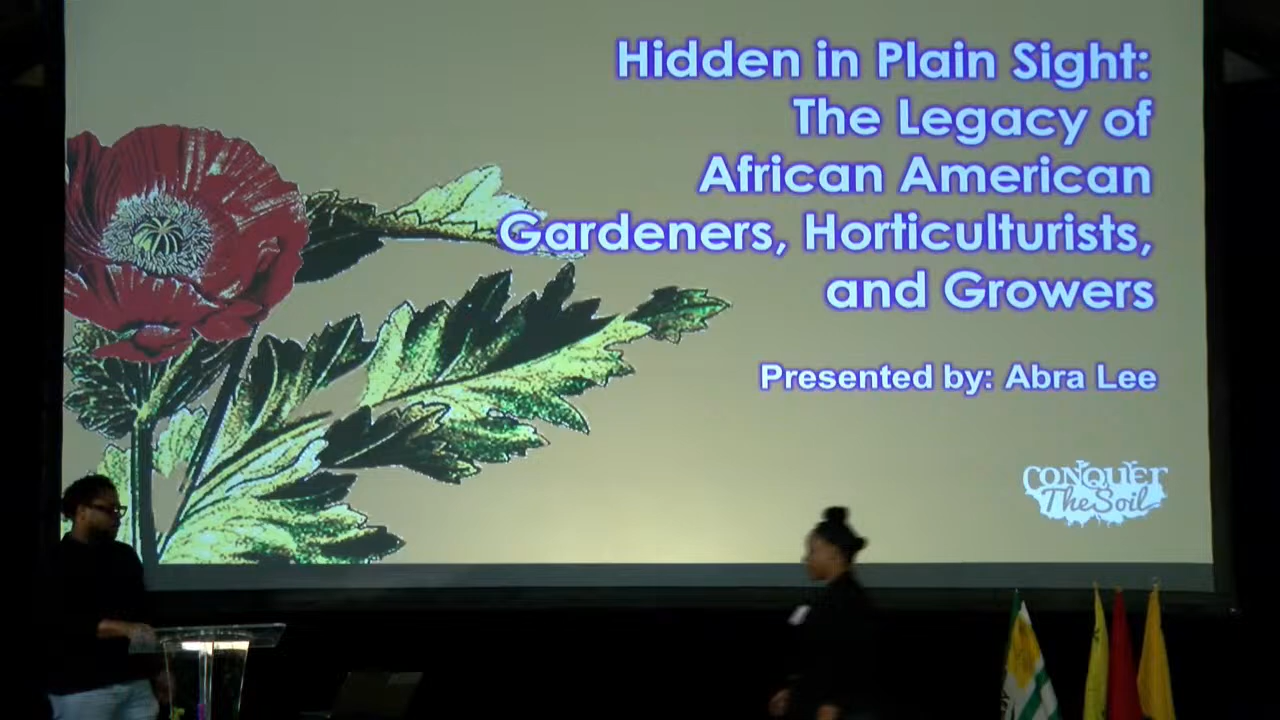 Hidden in Plain Sight:
The Legacy of
African American
Gardeners, Horticulturists,
and Growers
Presented by: Abra Lee
CONQUER
The Soil